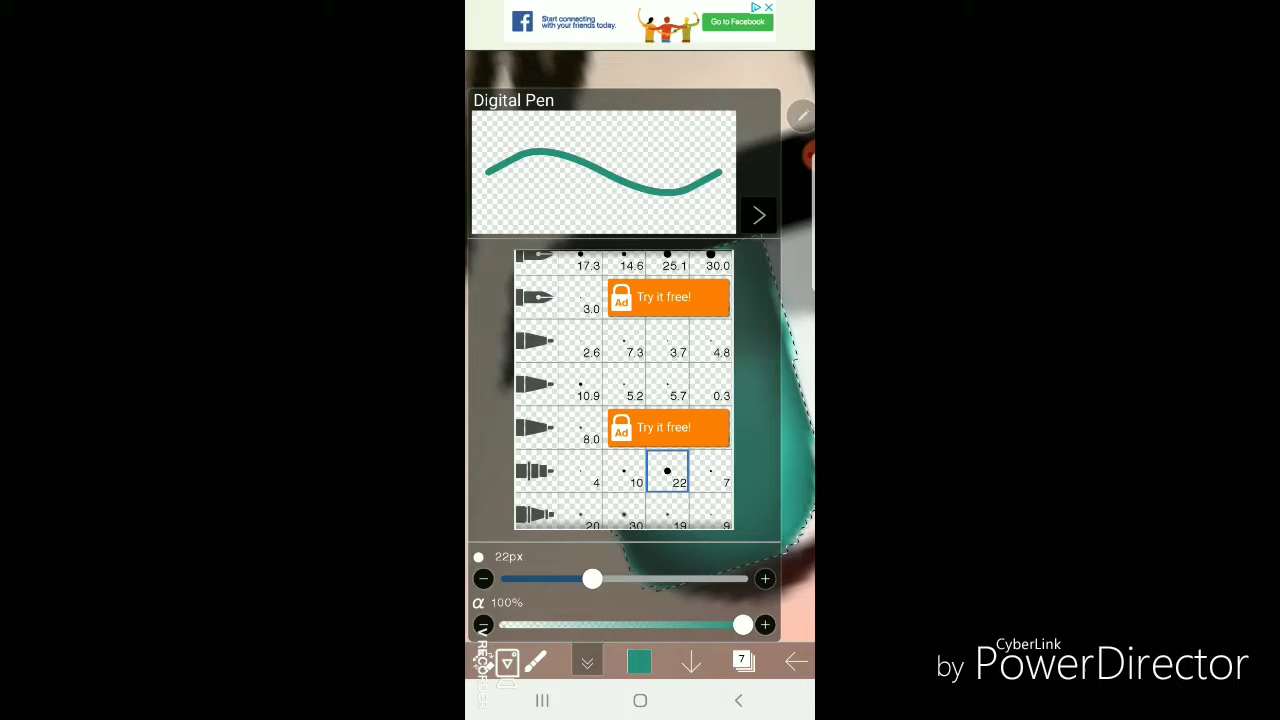 Start connecting
with your friends today.
Go to Facebook
Digital Pen
17.3 14.6 25.1 30.0
3.0 Ad Try it free!
2.6 7.3 3.7 4.8
10.9 5.2 5.7 0.3
8.0 Ad Try it free!
4 10 22 7
20 30 19 9
22px
α 100%
V RECORDER
7
CyberLink
by PowerDirector